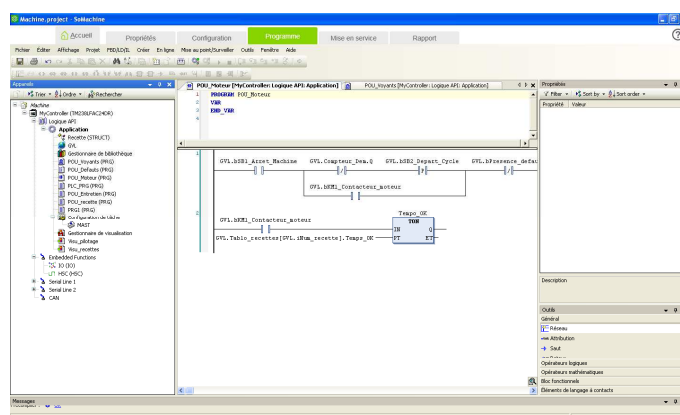 Machine.project - SoMachine
Accueil
Propriétés
Configuration
Programme
Mise en service
Rapport
Fichier Editer Affichage Projet FBD/LD/IL Créer En ligne Mise au point/Surveiller Outils Fenêtre Aide
Appareils
Trier Ordre Rechercher
Machine
MyController (TM238LFAC24DR)
Logique API
Application
Recette (STRUCT)
GVL
Gestionnaire de bibliothèque
POU_Voyants (PRG)
POU_Defauts (PRG)
POU_Moteur (PRG)
PLC_PRG (PRG)
POU_Entretien (PRG)
POU_recette (PRG)
PRG1 (PRG)
Configuration de tâches
MAST
Gestionnaire de visualisation
Visu_pilotage
Visu_recettes
Embedded Functions
IO (IO)
HSC (HSC)
Serial Line 1
Serial Line 2
CAN
POU_Moteur [MyController: Logique API: Application]
POU_Voyants [MyController: Logique API: Application]
1 PROGRAM POU_Moteur
2 VAR
3 END_VAR
4
1
GVL.bSB1_Arret_Machine GVL.Compteur_Dem.Q GVL.bSB2_Depart_Cycle GVL.bPresence_defau
P
GVL.bKM1_Contacteur_moteur
2
GVL.bKM1_Contacteur_moteur
Tempo_OK
TON
IN Q
GVL.Tablo_recettes[GVL.iNum_recette].Temps_OK PT ET
Propriétés
Filter Sort by Sort order
Propriété Valeur
Description
Outils
Général
Réseau
Attribution
Saut
Opérateurs logiques
Opérateurs mathématiques
Bloc fonctionnels
Eléments de langage à contacts
Messages